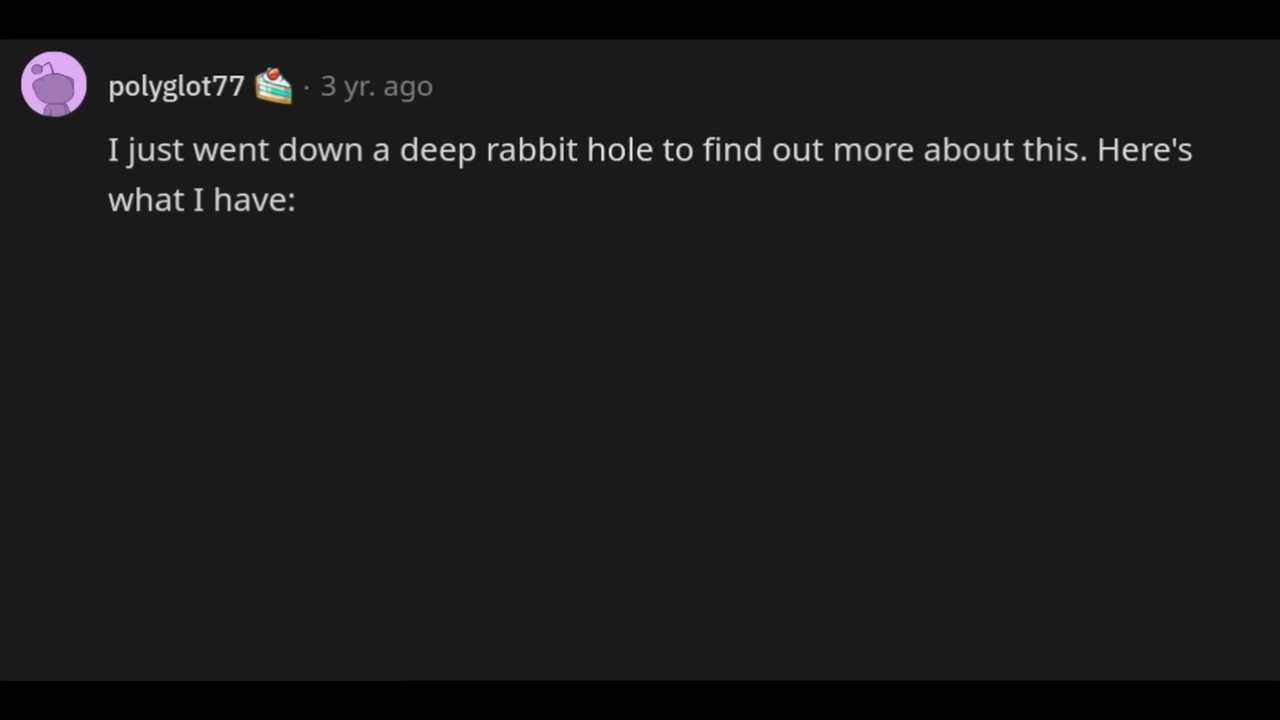 polyglot77 🍰 · 3 yr. ago
I just went down a deep rabbit hole to find out more about this. Here's
what I have: